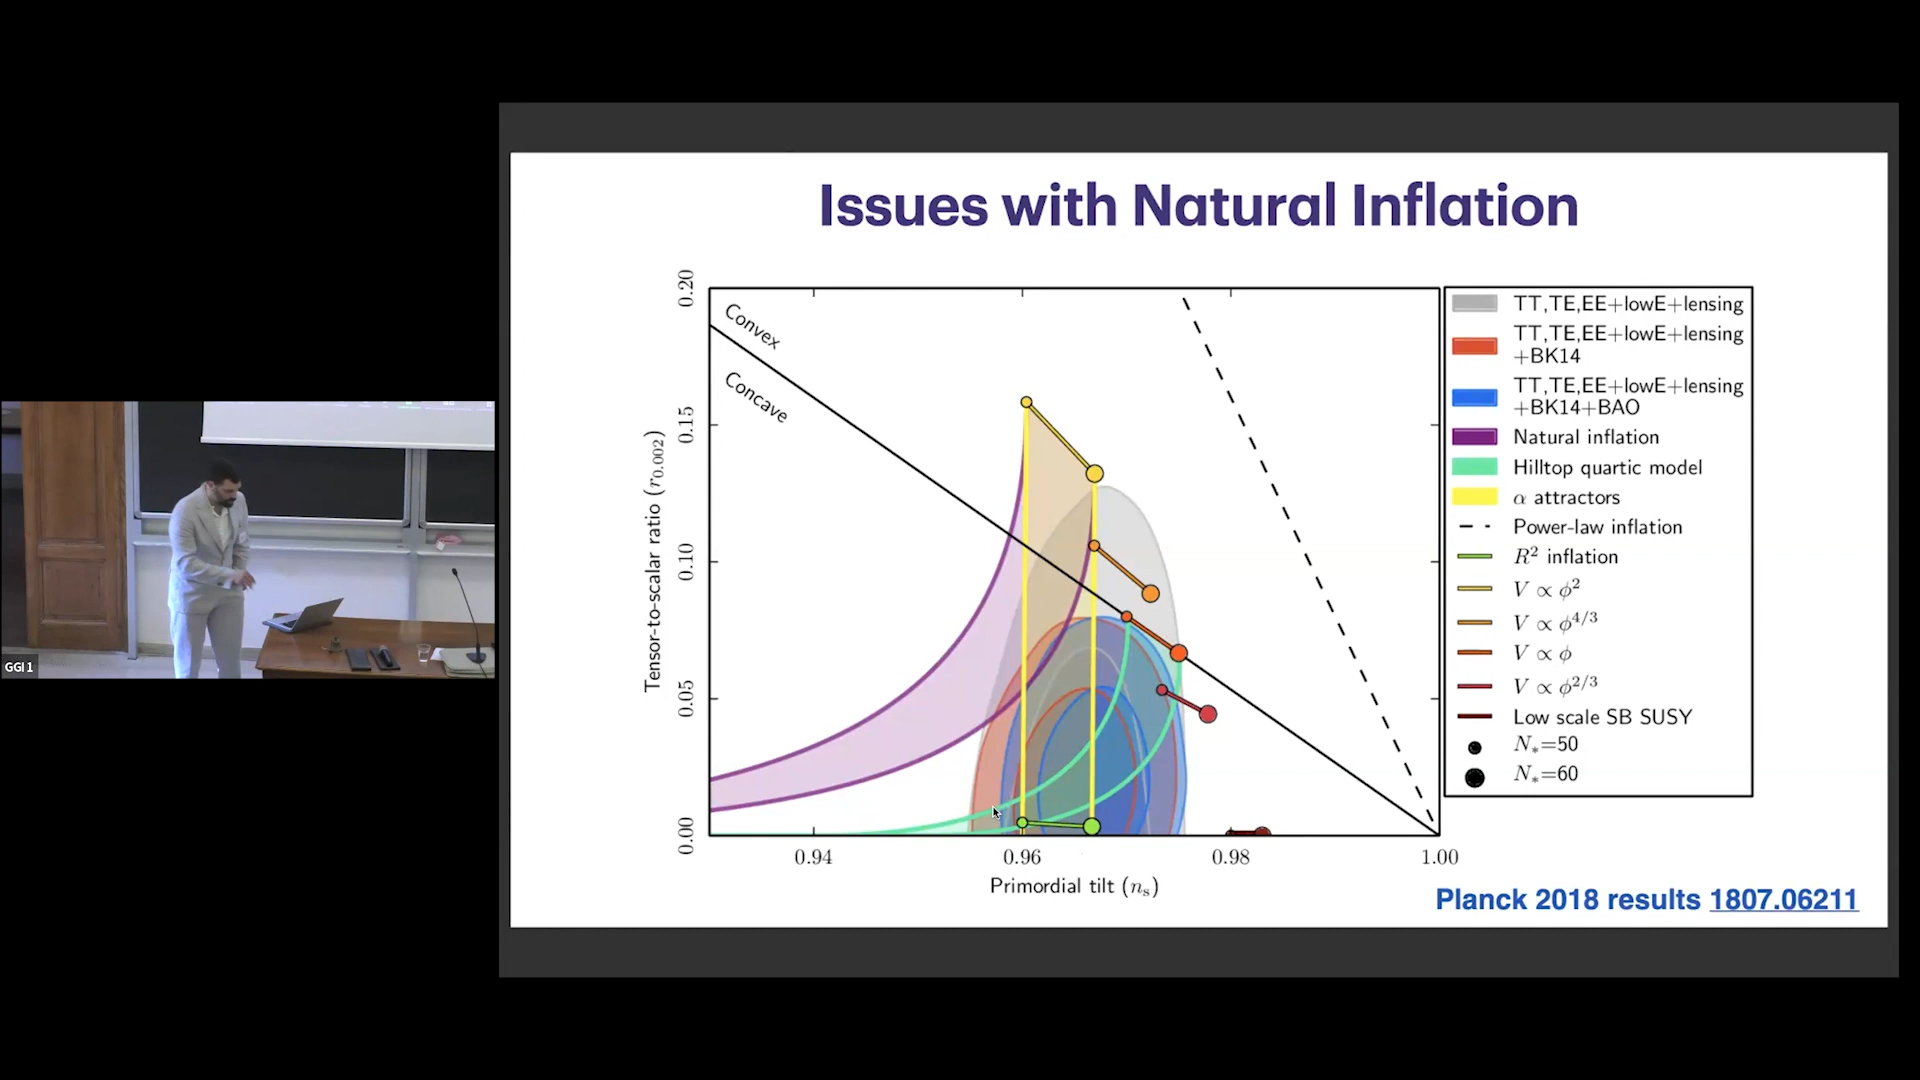 Issues with Natural Inflation
0.20
0.15
0.10
0.05
0.00
Tensor-to-scalar ratio (r0.002)
Convex
Concave
0.94
0.96
0.98
1.00
Primordial tilt (ns)
TT,TE,EE+lowE+lensing
TT,TE,EE+lowE+lensing
+BK14
TT,TE,EE+lowE+lensing
+BK14+BAO
Natural inflation
Hilltop quartic model
α attractors
Power-law inflation
R² inflation
V ∝ ϕ²
V ∝ ϕ^4/3
V ∝ ϕ
V ∝ ϕ^2/3
Low scale SB SUSY
N*=50
N*=60
Planck 2018 results 1807.06211
GGI 1